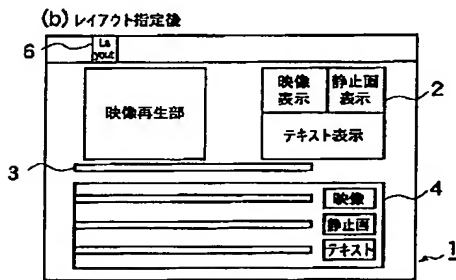 (b) レイアウト指定後
6
La
yout
映像再生部
映像
表示
静止画
表示
2
テキスト表示
3
映像
4
静止画
テキスト
1